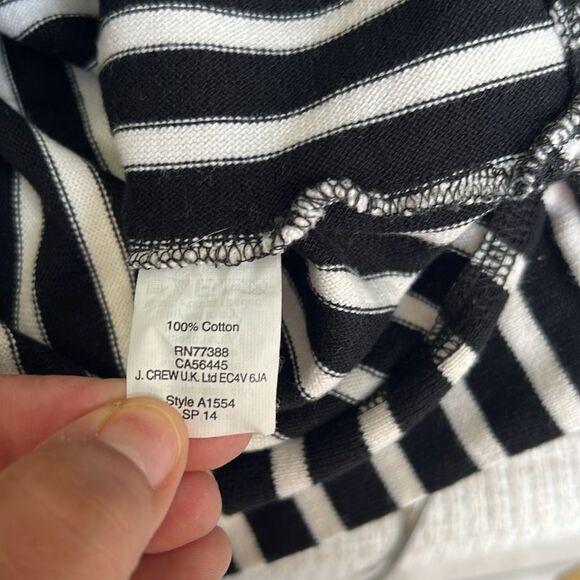 100% Cotton
RN77388
CA56445
J. CREW U.K. Ltd EC4V 6JA
Style A1554
SP 14